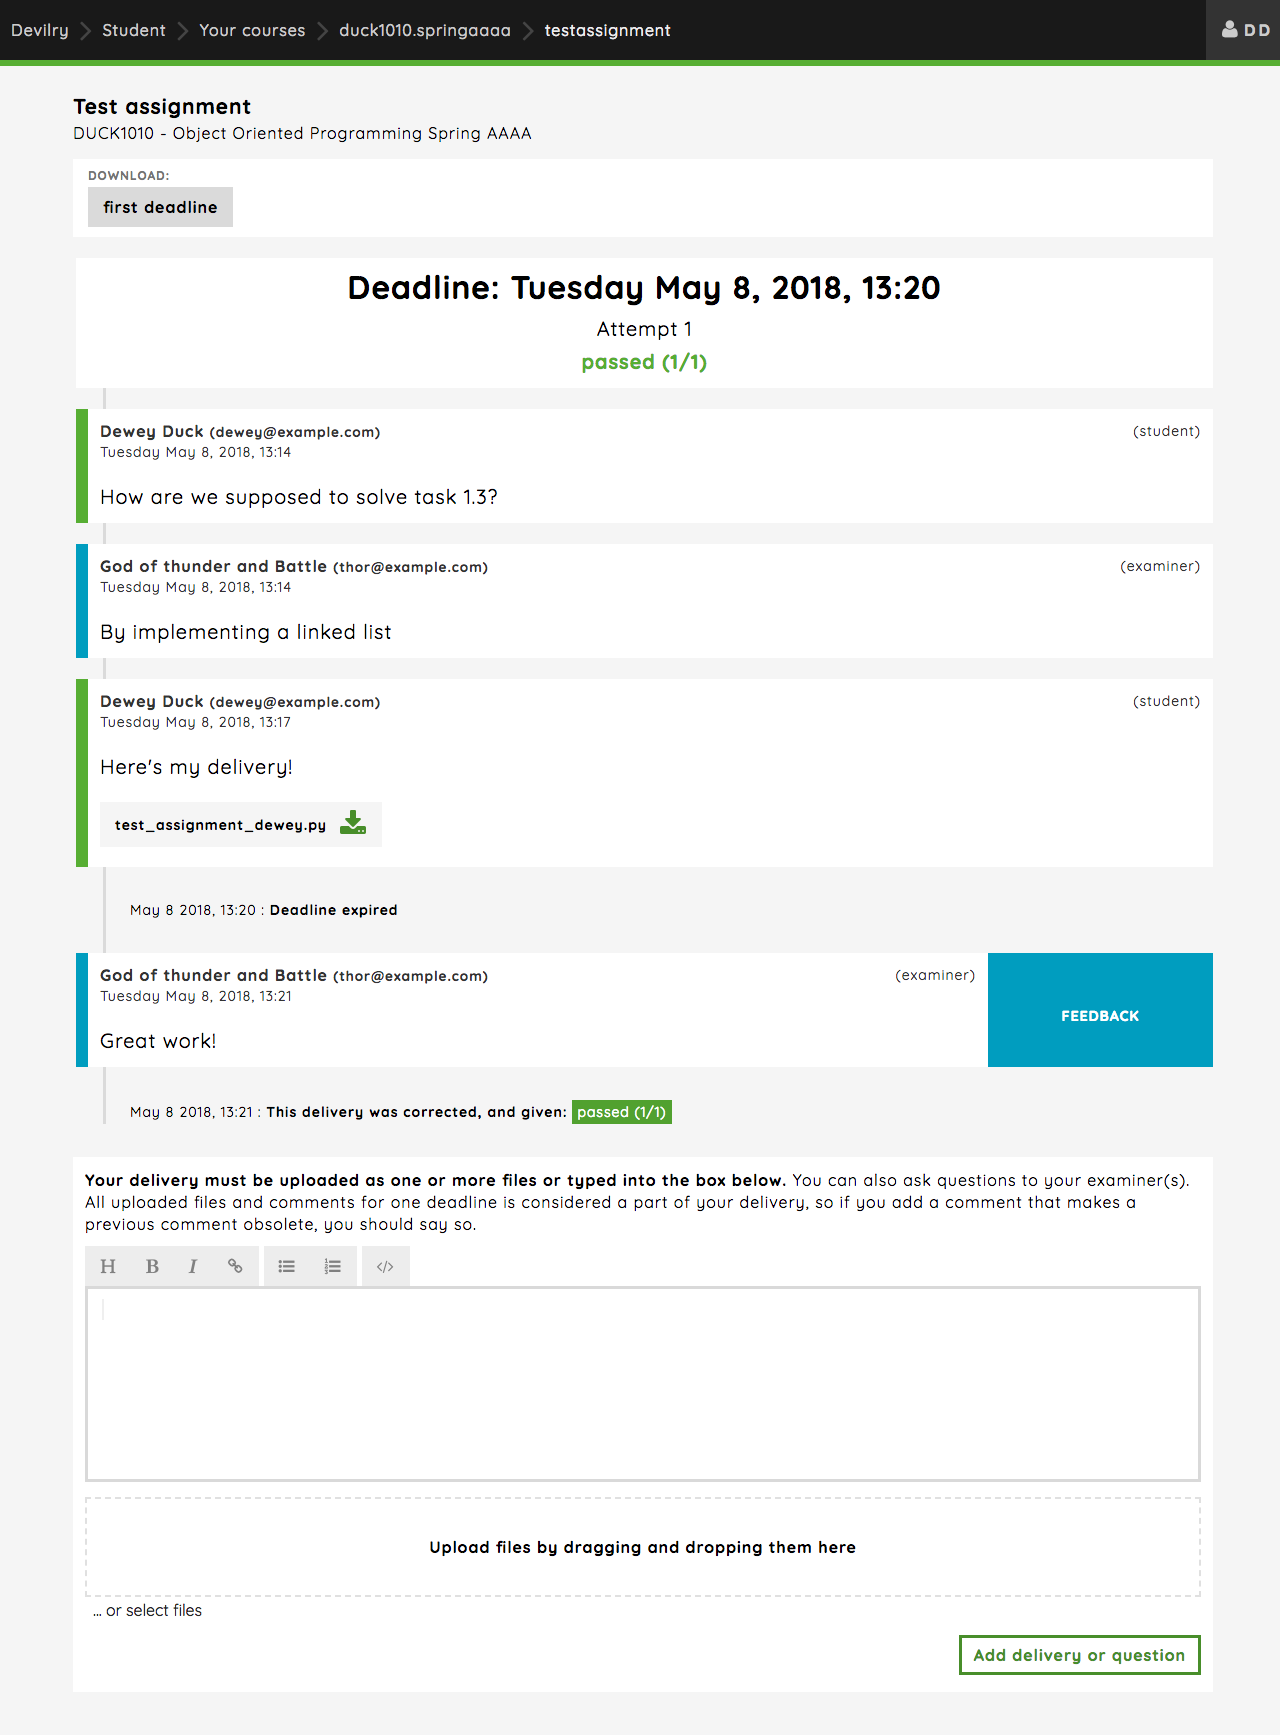 Devilry Student Your courses duck1010.springaaaa testassignment DD
Test assignment
DUCK1010 - Object Oriented Programming Spring AAAA
DOWNLOAD:
first deadline
Deadline: Tuesday May 8, 2018, 13:20
Attempt 1
passed (1/1)
Dewey Duck (dewey@example.com) (student)
Tuesday May 8, 2018, 13:14
How are we supposed to solve task 1.3?
God of thunder and Battle (thor@example.com) (examiner)
Tuesday May 8, 2018, 13:14
By implementing a linked list
Dewey Duck (dewey@example.com) (student)
Tuesday May 8, 2018, 13:17
Here's my delivery!
test_assignment_dewey.py
May 8 2018, 13:20 : Deadline expired
God of thunder and Battle (thor@example.com) (examiner)
Tuesday May 8, 2018, 13:21
FEEDBACK
Great work!
May 8 2018, 13:21 : This delivery was corrected, and given: passed (1/1)
Your delivery must be uploaded as one or more files or typed into the box below. You can also ask questions to your examiner(s).
All uploaded files and comments for one deadline is considered a part of your delivery, so if you add a comment that makes a
previous comment obsolete, you should say so.
H B I </>
Upload files by dragging and dropping them here
... or select files
Add delivery or question